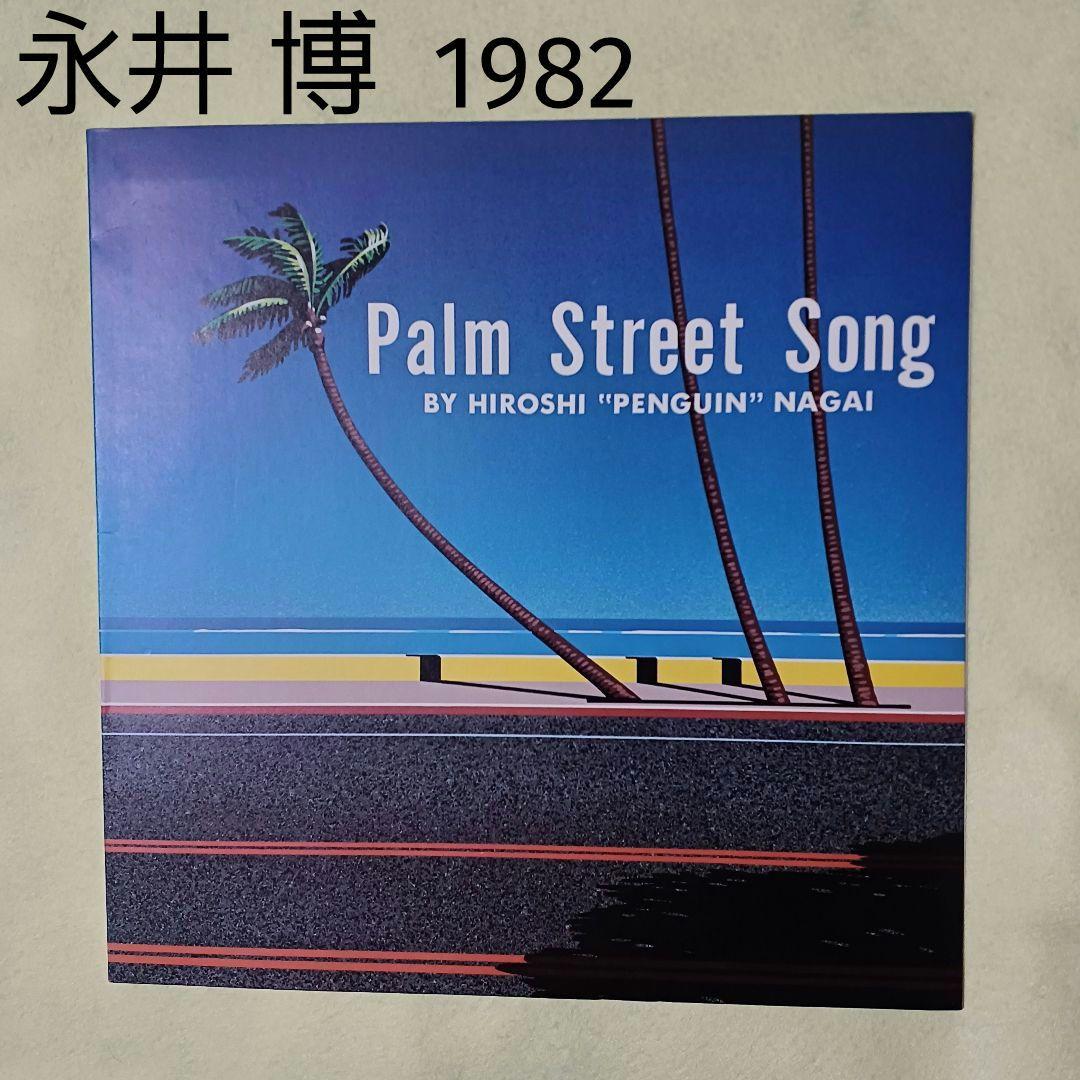 永井 博 1982
Palm Street Song
BY HIROSHI “PENGUIN” NAGAI